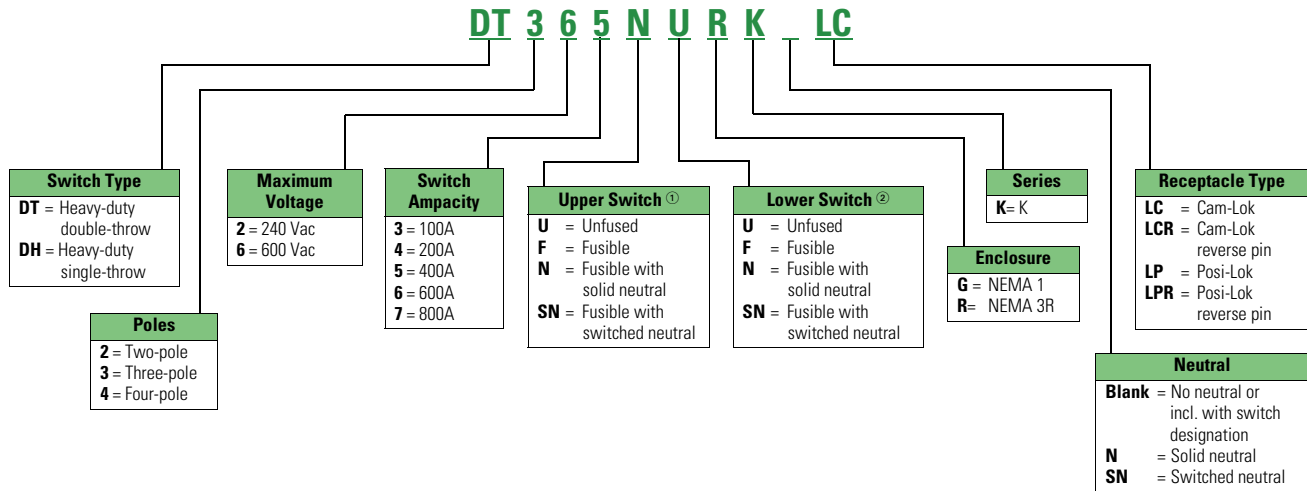 DT 3 6 5 N U R K _ LC
Switch Type
DT = Heavy-duty
double-throw
DH = Heavy-duty
single-throw
Poles
2 = Two-pole
3 = Three-pole
4 = Four-pole
Maximum
Voltage
2 = 240 Vac
6 = 600 Vac
Switch
Ampacity
3 = 100A
4 = 200A
5 = 400A
6 = 600A
7 = 800A
Upper Switch ①
U = Unfused
F = Fusible
N = Fusible with
solid neutral
SN = Fusible with
switched neutral
Lower Switch ②
U = Unfused
F = Fusible
N = Fusible with
solid neutral
SN = Fusible with
switched neutral
Enclosure
G = NEMA 1
R= NEMA 3R
Series
K= K
Receptacle Type
LC = Cam-Lok
LCR = Cam-Lok
reverse pin
LP = Posi-Lok
LPR = Posi-Lok
reverse pin
Neutral
Blank = No neutral or
incl. with switch
designation
N = Solid neutral
SN = Switched neutral